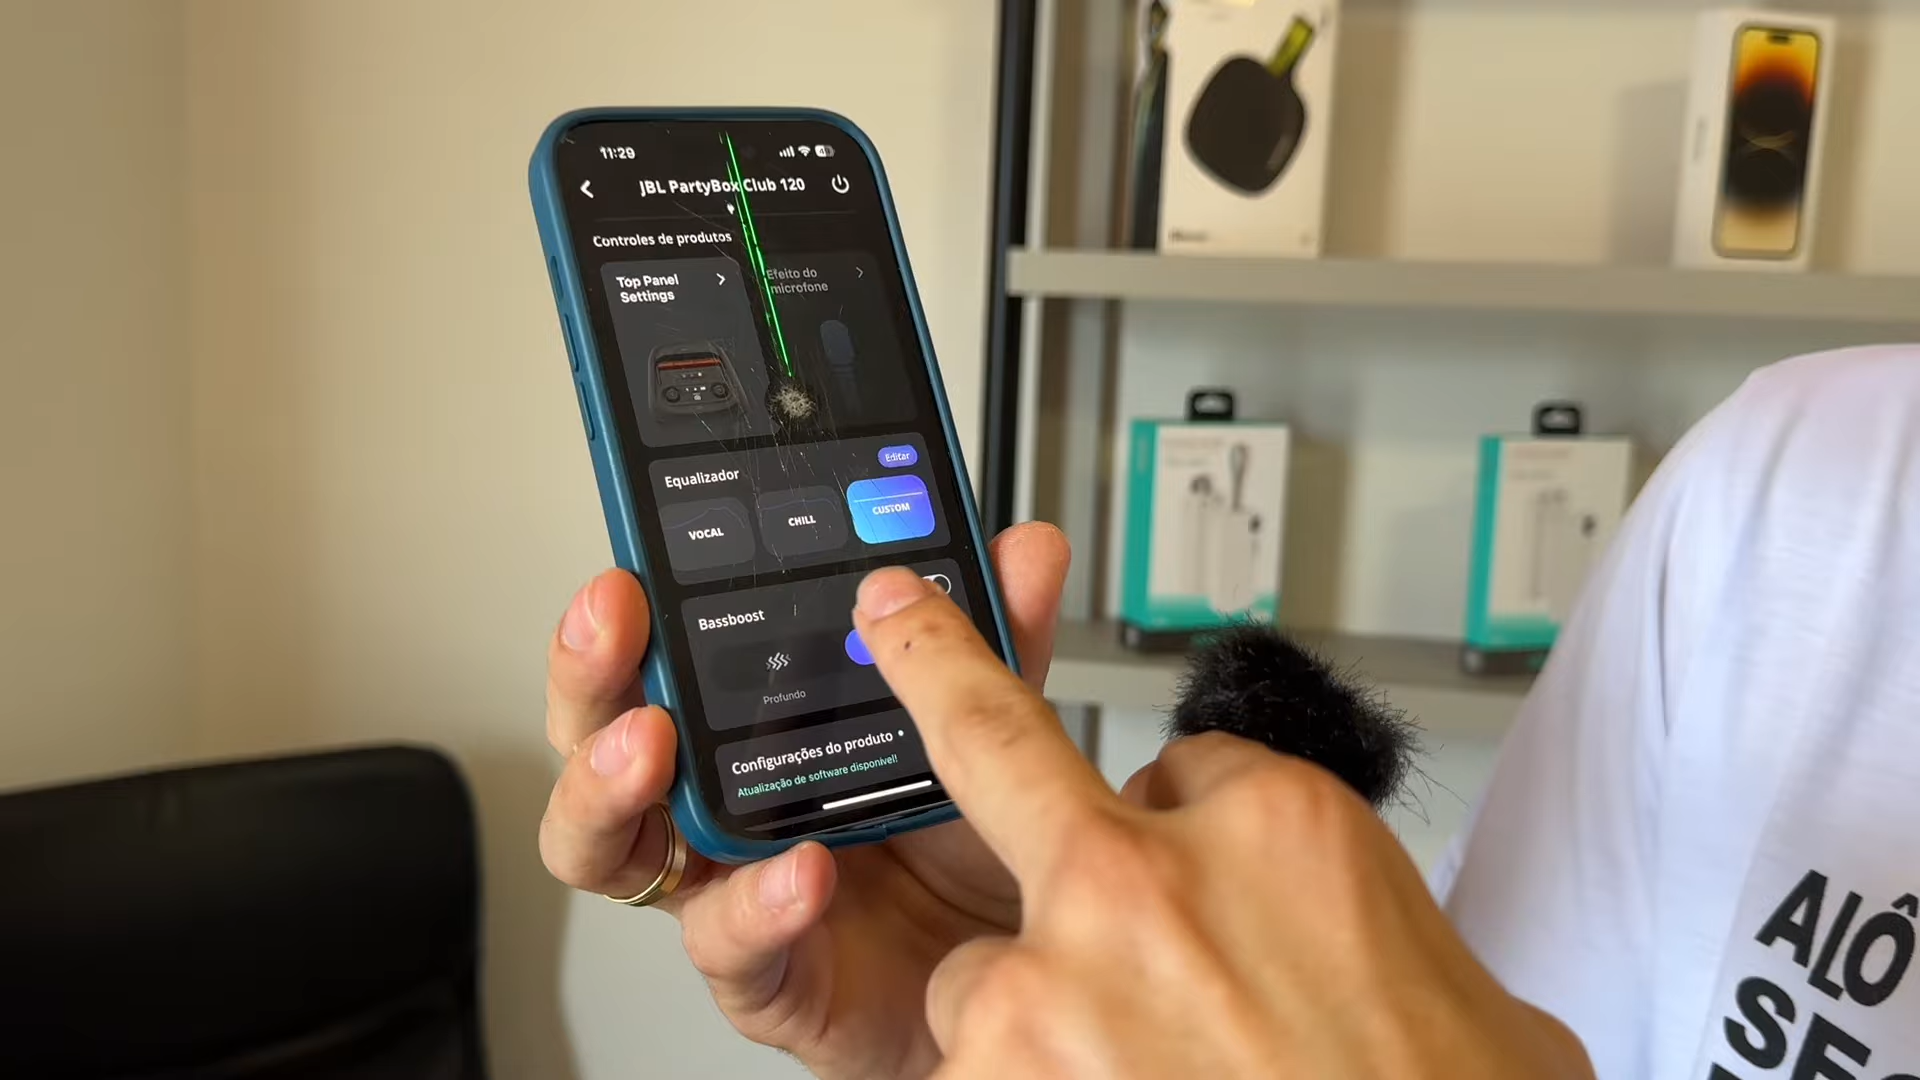 11:29
JBL PartyBox Club 120
Controles de produtos
Top Panel
Settings
Efeito do
microfone
Equalizador
Editar
VOCAL
CHILL
CUSTOM
Bassboost
Profundo
Configurações do produto
Atualização de software disponível!
ALÔ